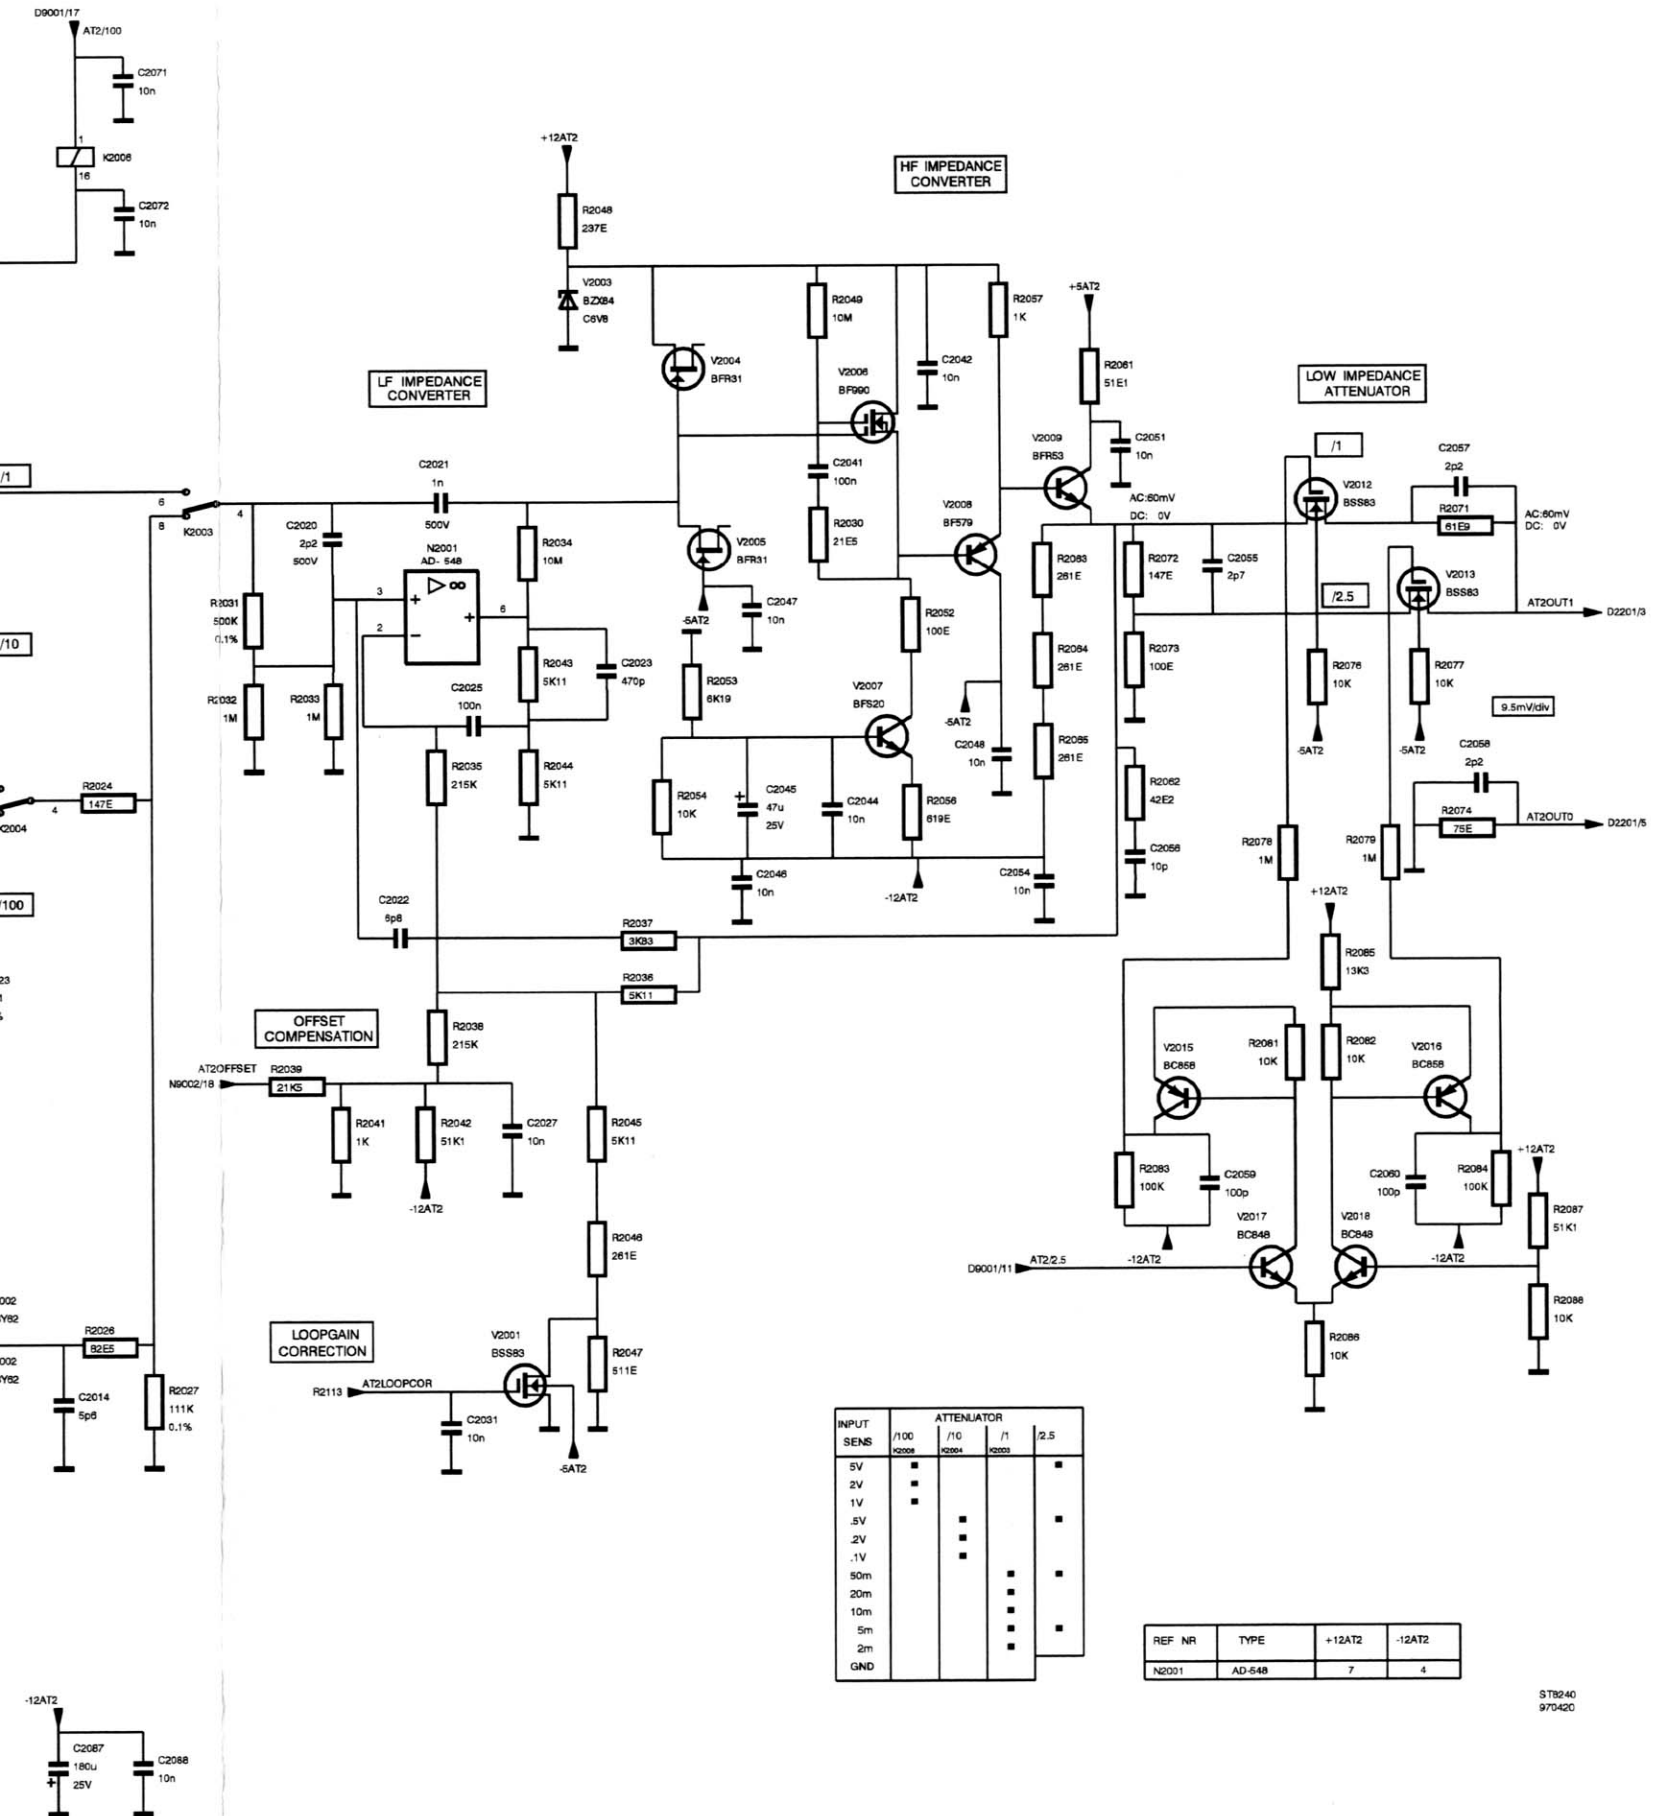 D9001/17
AT2/100
C2071
10n
1
K2006
16
C2072
10n
+12AT2
R2048
237E
V2003
BZX84
C6V8
HF IMPEDANCE
CONVERTER
R2049
10M
R2057
1K
+5AT2
V2004
BFR31
V2006
BF990
C2042
10n
R2061
51E1
LF IMPEDANCE
CONVERTER
LOW IMPEDANCE
ATTENUATOR
V2009
BFR53
C2051
10n
/1
C2057
2p2
/1
C2021
1n
500V
C2041
100n
V2012
BSS83
R2071
61E9
AC:60mV
DC: 0V
AC:60mV
DC: 0V
6
4
8
K2003
C2020
2p2
500V
N2001
AD-548
R2034
10M
V2005
BFR31
R2030
21E5
V2008
BF579
R2063
261E
R2072
147E
C2055
2p7
V2013
BSS83
/2.5
AT2OUT1
D2201/3
3
2
6
R2031
500K
0.1%
-5AT2
C2047
10n
R2052
100E
/10
R2043
5K11
C2023
470p
R2053
6K19
R2064
261E
R2073
100E
R2076
10K
R2077
10K
R2032
1M
R2033
1M
C2025
100n
V2007
BFS20
-5AT2
9.5mV/div
-5AT2
-5AT2
R2035
215K
R2044
5K11
C2048
10n
R2065
261E
C2058
2p2
R2024
147E
4
K2004
R2054
10K
C2045
47u
25V
C2044
10n
R2056
619E
R2062
42E2
R2074
75E
AT2OUT0
D2201/5
R2078
1M
R2079
1M
C2046
10n
-12AT2
C2054
10n
C2056
10p
/100
C2022
6p8
R2037
3K83
+12AT2
R2036
5K11
R2085
13K3
OFFSET
COMPENSATION
R2038
215K
V2015
BC858
R2081
10K
R2082
10K
V2016
BC858
AT2OFFSET
N9002/18
R2039
21K5
R2041
1K
R2042
51K1
C2027
10n
R2045
5K11
-12AT2
R2083
100K
C2059
100p
C2060
100p
R2084
100K
+12AT2
V2017
BC848
V2018
BC848
R2087
51K1
R2046
261E
D9001/11
AT2/2.5
-12AT2
-12AT2
R2088
10K
R2026
82E5
LOOPGAIN
CORRECTION
V2001
BSS83
R2047
511E
R2086
10K
R2113
AT2LOOPCOR
C2031
10n
-5AT2
C2014
5p6
R2027
111K
0.1%
INPUT
SENS
ATTENUATOR
/100
/10
/1
/2.5
K2006
K2004
K2003
5V
2V
1V
.5V
.2V
.1V
50m
20m
10m
5m
2m
GND
REF NR
TYPE
+12AT2
-12AT2
N2001
AD-548
7
4
ST8240
970420
-12AT2
C2087
180u
25V
C2088
10n